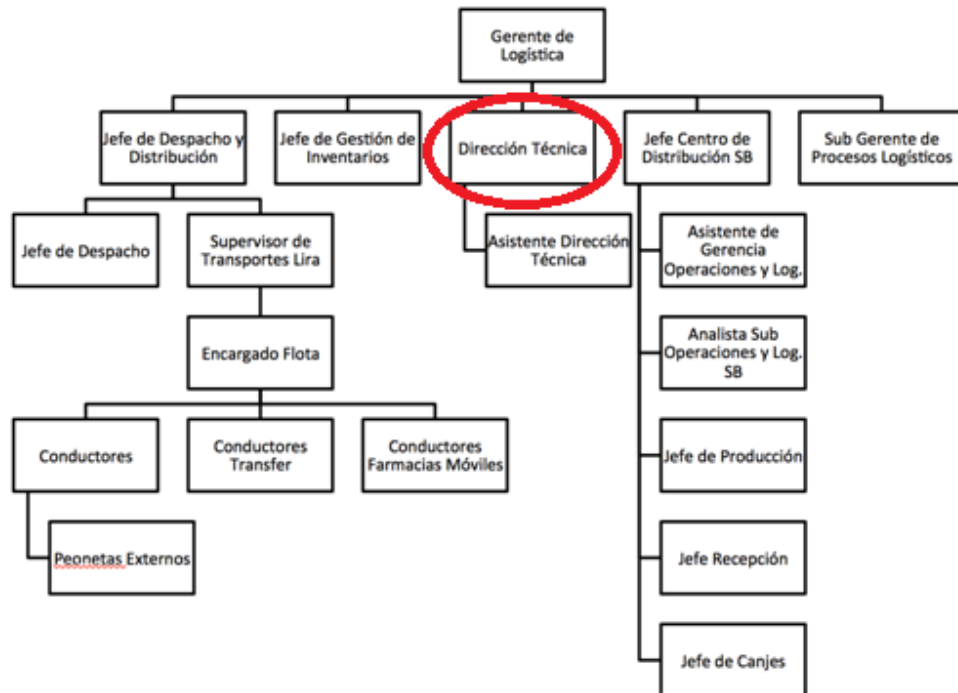 Gerente de
Logística
Jefe de Despacho y
Distribución
Jefe de Gestión de
Inventarios
Dirección Técnica
Jefe Centro de
Distribución SB
Sub Gerente de
Procesos Logísticos
Jefe de Despacho
Supervisor de
Transportes Lira
Asistente Dirección
Técnica
Asistente de
Gerencia
Operaciones y Log.
Encargado Flota
Analista Sub
Operaciones y Log.
SB
Conductores
Conductores
Transfer
Conductores
Farmacias Móviles
Jefe de Producción
Peonetas Externos
Jefe Recepción
Jefe de Canjes